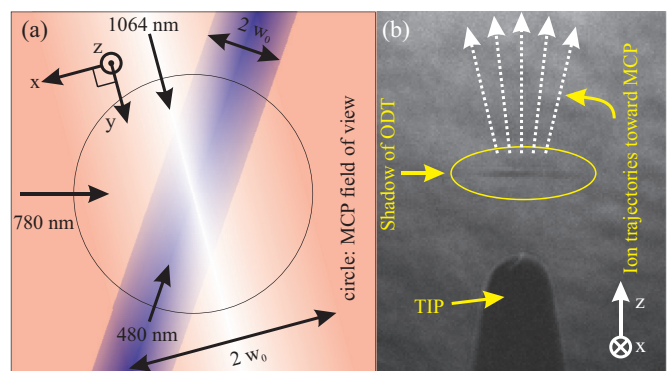 (a)
1064 nm
2 w₀
z
x
y
780 nm
480 nm
2 w₀
circle: MCP field of view
(b)
Shadow of ODT
Ion trajectories toward MCP
TIP
z
x